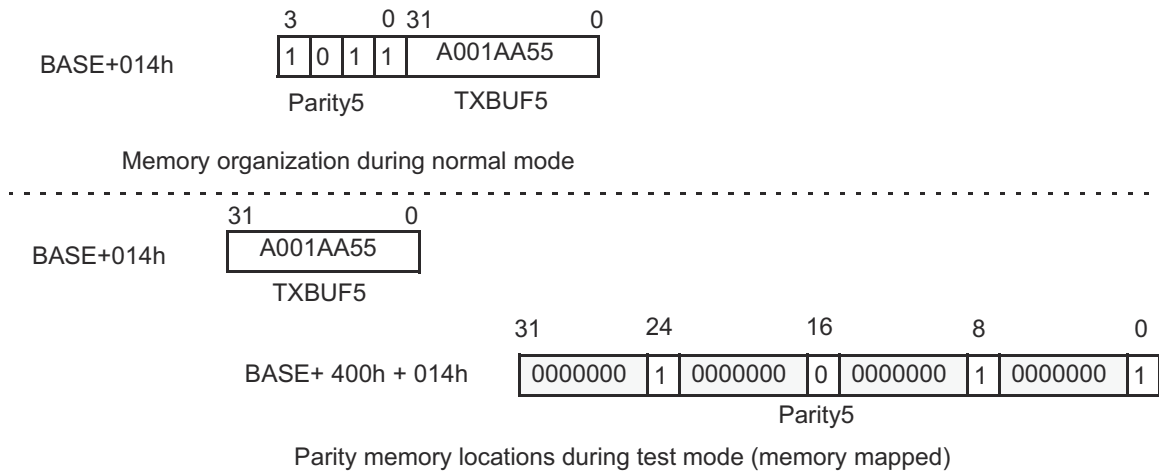 3 0 31 0
BASE+014h 1 0 1 1 A001AA55
Parity5 TXBUF5
Memory organization during normal mode
31 0
BASE+014h A001AA55
TXBUF5
31 24 16 8 0
BASE+ 400h + 014h 0000000 1 0000000 0 0000000 1 0000000 1
Parity5
Parity memory locations during test mode (memory mapped)